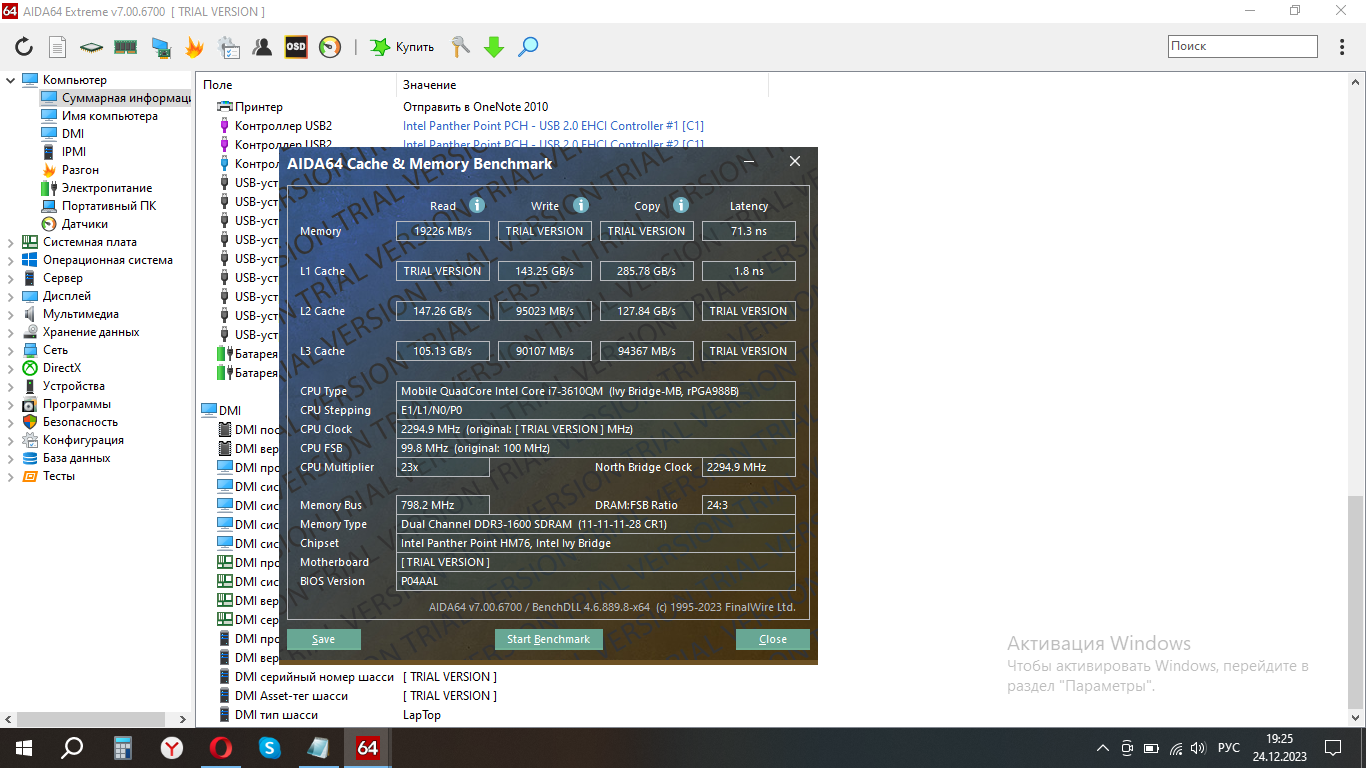 64 AIDA64 Extreme v7.00.6700 [ TRIAL VERSION ]
OSD
Купить
Поиск
Компьютер
Суммарная информаци
Имя компьютера
DMI
IPMI
Разгон
Электропитание
Портативный ПК
Датчики
Системная плата
Операционная система
Сервер
Дисплей
Мультимедиа
Хранение данных
Сеть
DirectX
Устройства
Программы
Безопасность
Конфигурация
База данных
Тесты
Поле Значение
Принтер Отправить в OneNote 2010
Контроллер USB2 Intel Panther Point PCH - USB 2.0 EHCI Controller #1 [C1]
Контроллер USB2 Intel Panther Point PCH - USB 2.0 EHCI Controller #2 [C1]
Контрол
USB-уст
USB-уст
USB-уст
USB-уст
USB-уст
USB-уст
USB-уст
USB-уст
USB-уст
Батарея
Батарея
DMI
DMI пос
DMI вер
DMI про
DMI сис
DMI сис
DMI сис
DMI сис
DMI про
DMI сис
DMI вер
DMI сер
DMI про
DMI вер
DMI серийный номер шасси [ TRIAL VERSION ]
DMI Asset-тег шасси [ TRIAL VERSION ]
DMI тип шасси LapTop
AIDA64 Cache & Memory Benchmark
Read Write Copy Latency
Memory 19226 MB/s TRIAL VERSION TRIAL VERSION 71.3 ns
L1 Cache TRIAL VERSION 143.25 GB/s 285.78 GB/s 1.8 ns
L2 Cache 147.26 GB/s 95023 MB/s 127.84 GB/s TRIAL VERSION
L3 Cache 105.13 GB/s 90107 MB/s 94367 MB/s TRIAL VERSION
CPU Type Mobile QuadCore Intel Core i7-3610QM (Ivy Bridge-MB, rPGA988B)
CPU Stepping E1/L1/N0/P0
CPU Clock 2294.9 MHz (original: [ TRIAL VERSION ] MHz)
CPU FSB 99.8 MHz (original: 100 MHz)
CPU Multiplier 23x North Bridge Clock 2294.9 MHz
Memory Bus 798.2 MHz DRAM:FSB Ratio 24:3
Memory Type Dual Channel DDR3-1600 SDRAM (11-11-11-28 CR1)
Chipset Intel Panther Point HM76, Intel Ivy Bridge
Motherboard [ TRIAL VERSION ]
BIOS Version P04AAL
AIDA64 v7.00.6700 / BenchDLL 4.6.889.8-x64 (c) 1995-2023 FinalWire Ltd.
Save Start Benchmark Close
Активация Windows
Чтобы активировать Windows, перейдите в
раздел "Параметры".
64
РУС
19:25
24.12.2023